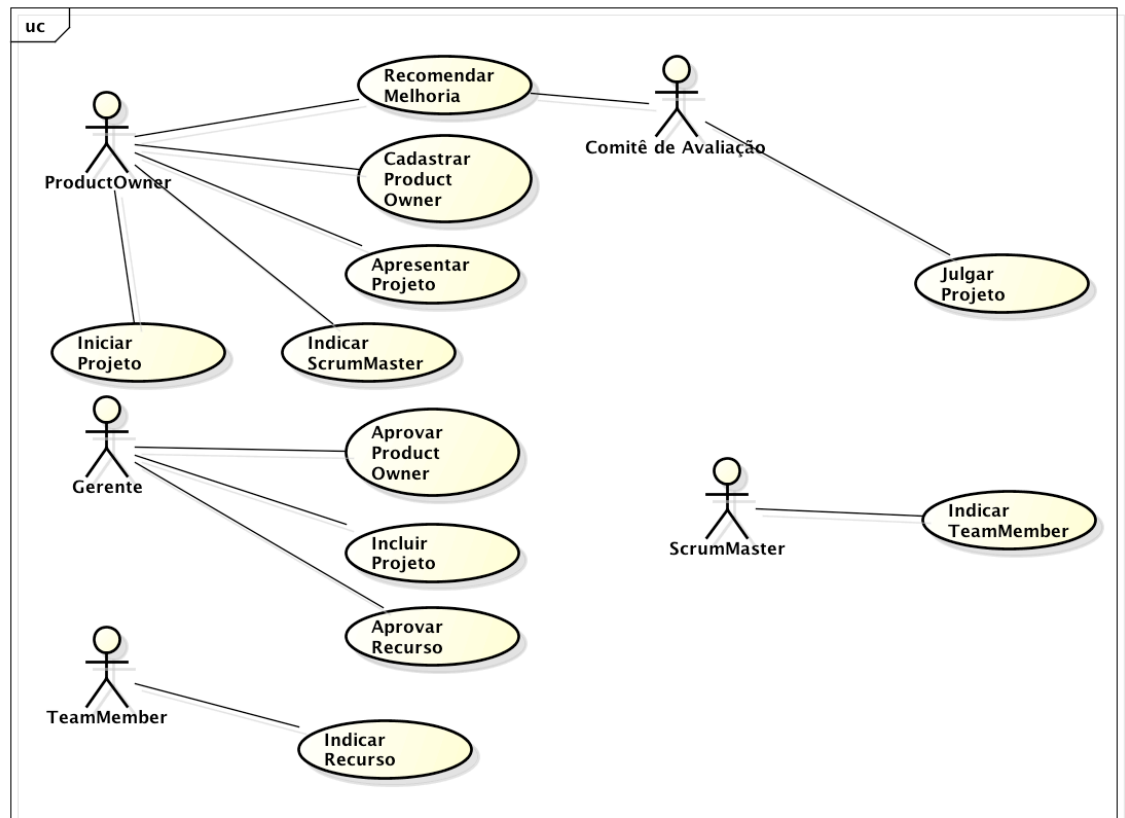 uc
Recomendar
Melhoria
Comitê de Avaliação
Cadastrar
Product
Owner
ProductOwner
Apresentar
Projeto
Julgar
Projeto
Iniciar
Projeto
Indicar
ScrumMaster
Aprovar
Product
Owner
Gerente
Indicar
TeamMember
ScrumMaster
Incluir
Projeto
Aprovar
Recurso
TeamMember
Indicar
Recurso